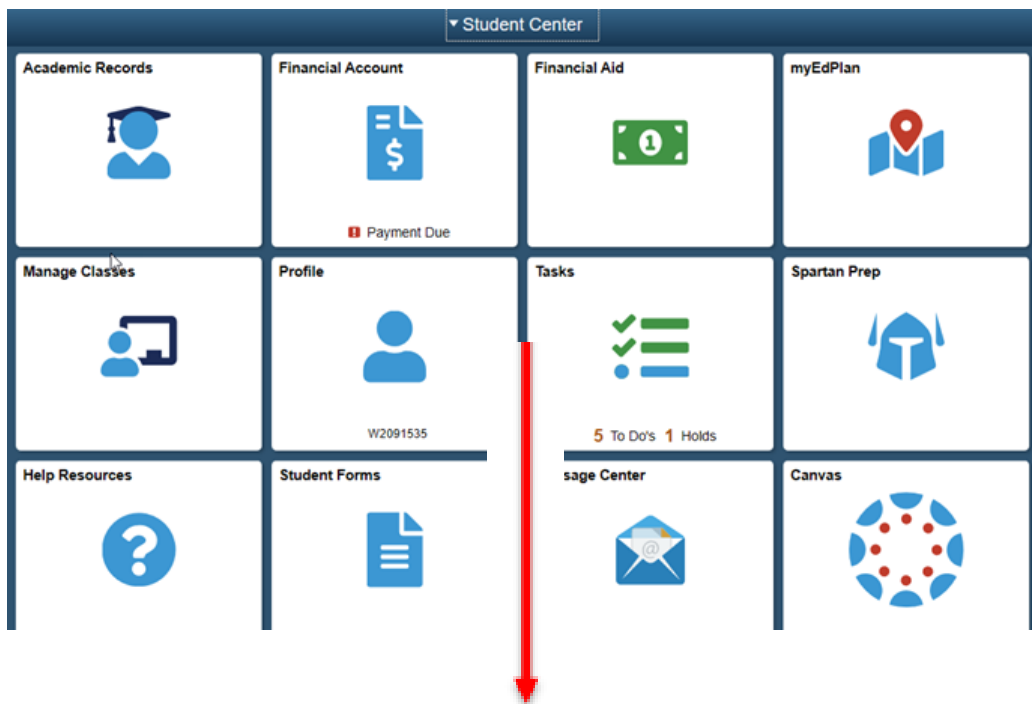 Student Center
Academic Records
Financial Account
Financial Aid
myEdPlan
$
1
Payment Due
Manage Classes
Profile
Tasks
Spartan Prep
W2091535
5 To Do's 1 Holds
Help Resources
Student Forms
sage Center
Canvas
?
@